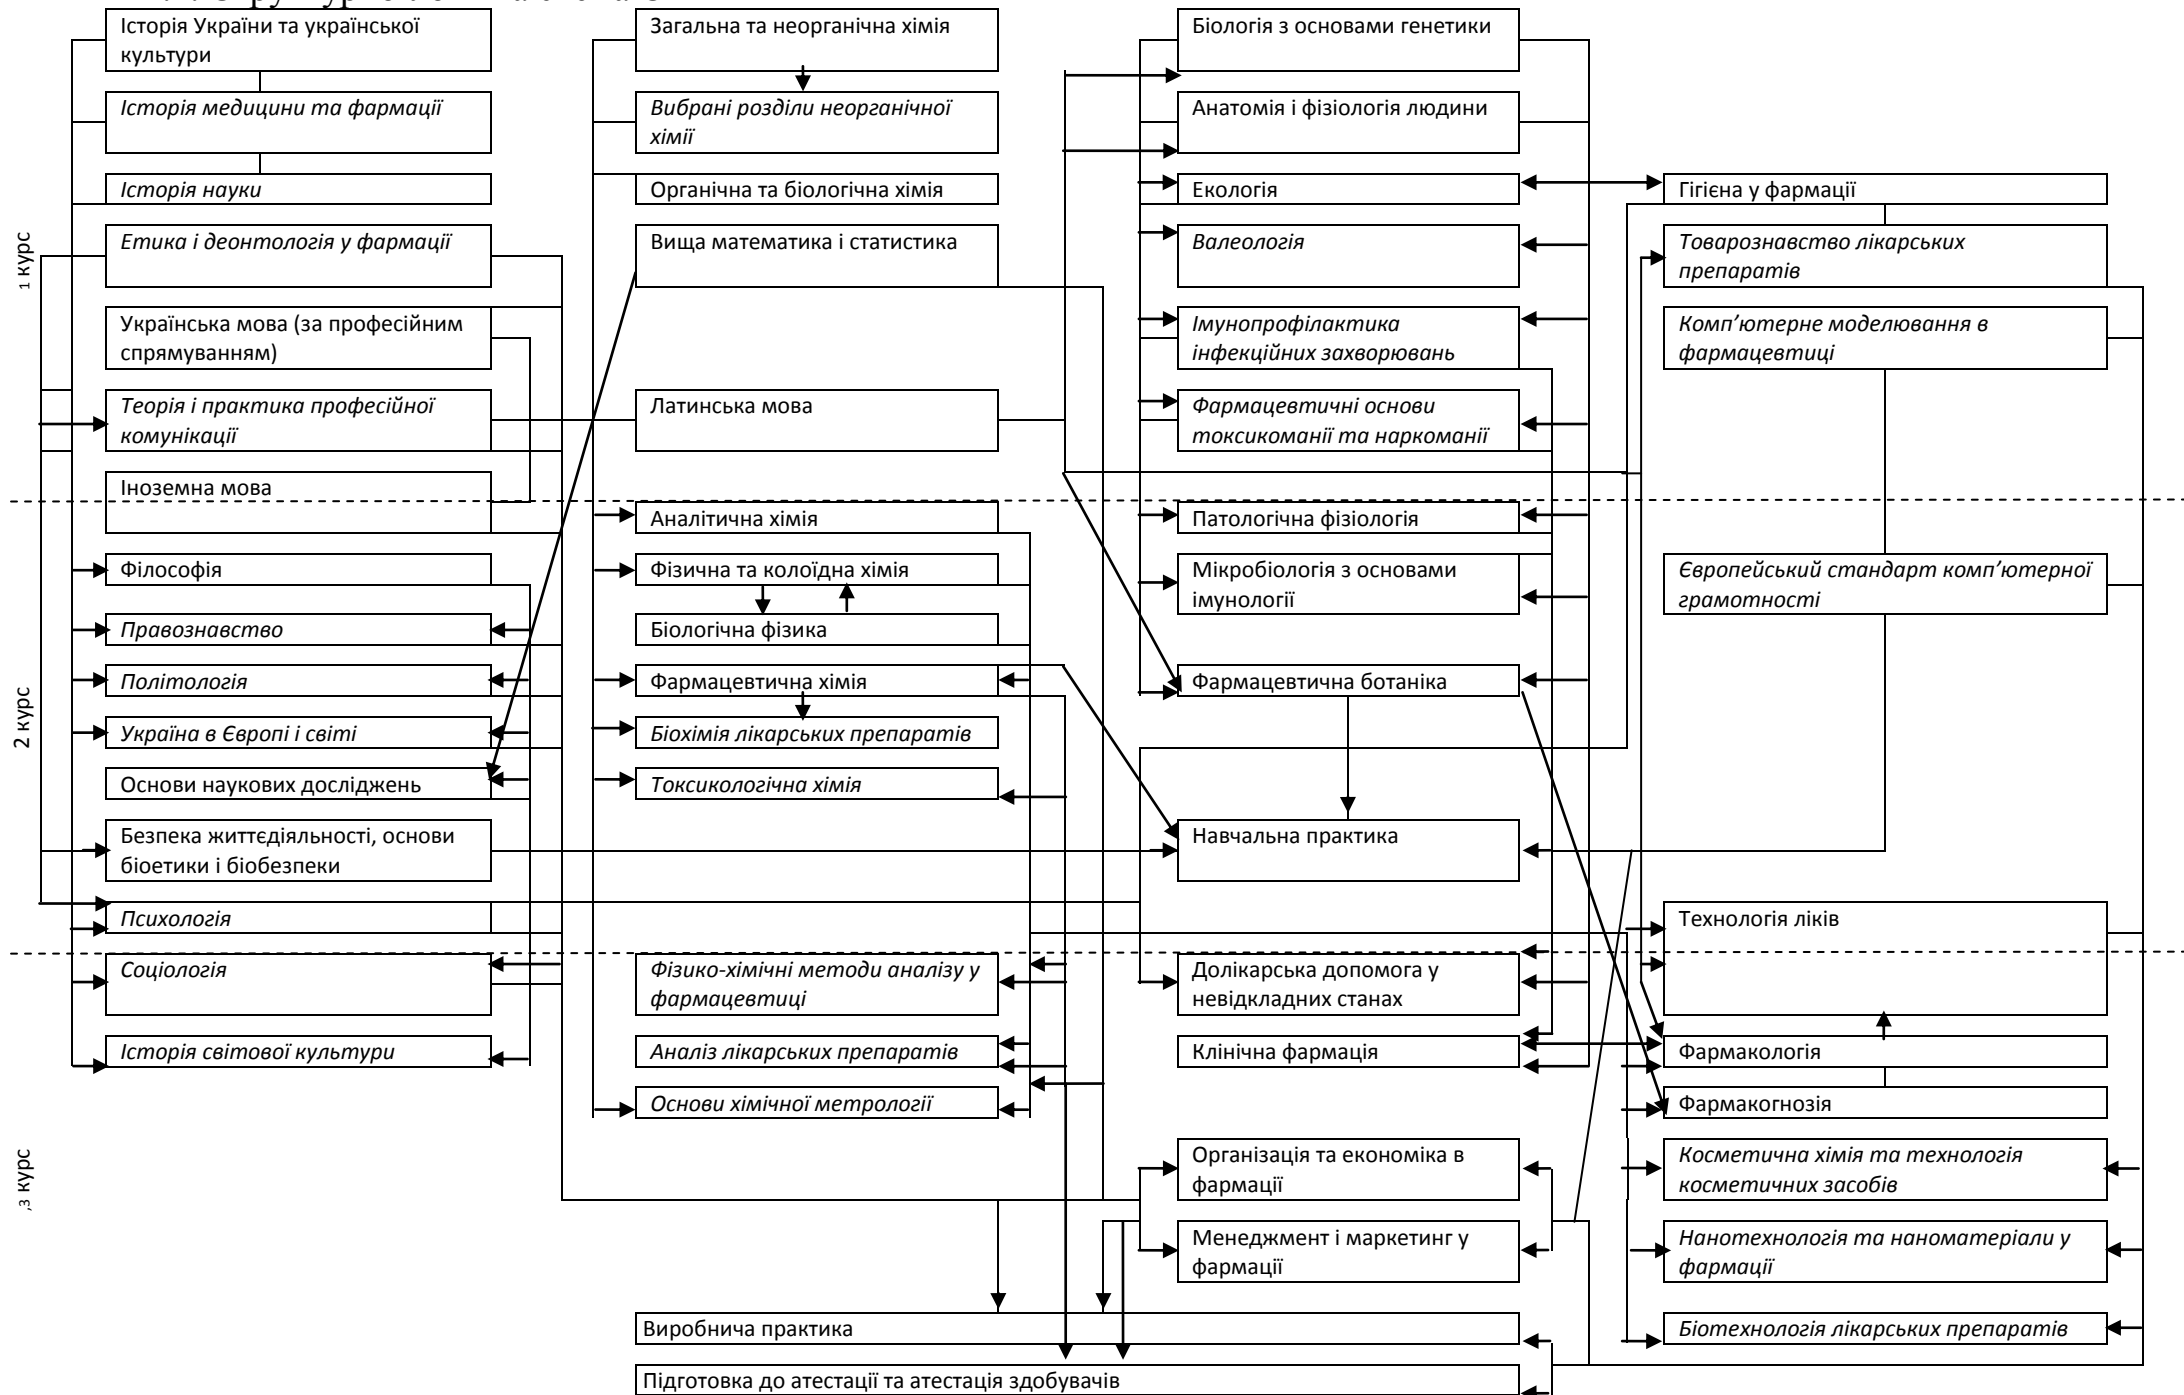 Історія України та української
культури
Історія медицини та фармації
Історія науки
Етика і деонтологія у фармації
Українська мова (за професійним
спрямуванням)
Теорія і практика професійної
комунікації
Іноземна мова
Філософія
Правознавство
Політологія
Україна в Європі і світі
Основи наукових досліджень
Безпека життєдіяльності, основи
біоетики і біобезпеки
Психологія
Соціологія
Історія світової культури
Загальна та неорганічна хімія
Вибрані розділи неорганічної
хімії
Органічна та біологічна хімія
Вища математика і статистика
Латинська мова
Аналітична хімія
Фізична та колоїдна хімія
Біологічна фізика
Фармацевтична хімія
Біохімія лікарських препаратів
Токсикологічна хімія
Фізико-хімічні методи аналізу у
фармацевтиці
Аналіз лікарських препаратів
Основи хімічної метрології
Біологія з основами генетики
Анатомія і фізіологія людини
Екологія
Валеологія
Імунопрофілактика
інфекційних захворювань
Фармацевтичні основи
токсикоманії та наркоманії
Патологічна фізіологія
Мікробіологія з основами
імунології
Фармацевтична ботаніка
Навчальна практика
Долікарська допомога у
невідкладних станах
Клінічна фармація
Організація та економіка в
фармації
Менеджмент і маркетинг у
фармації
Гігієна у фармації
Товарознавство лікарських
препаратів
Комп’ютерне моделювання в
фармацевтиці
Європейський стандарт комп’ютерної
грамотності
Технологія ліків
Фармакологія
Фармакогнозія
Косметична хімія та технологія
косметичних засобів
Нанотехнологія та наноматеріали у
фармації
Біотехнологія лікарських препаратів
Виробнича практика
Підготовка до атестації та атестація здобувачів
1 курс
2 курс
,3 курс